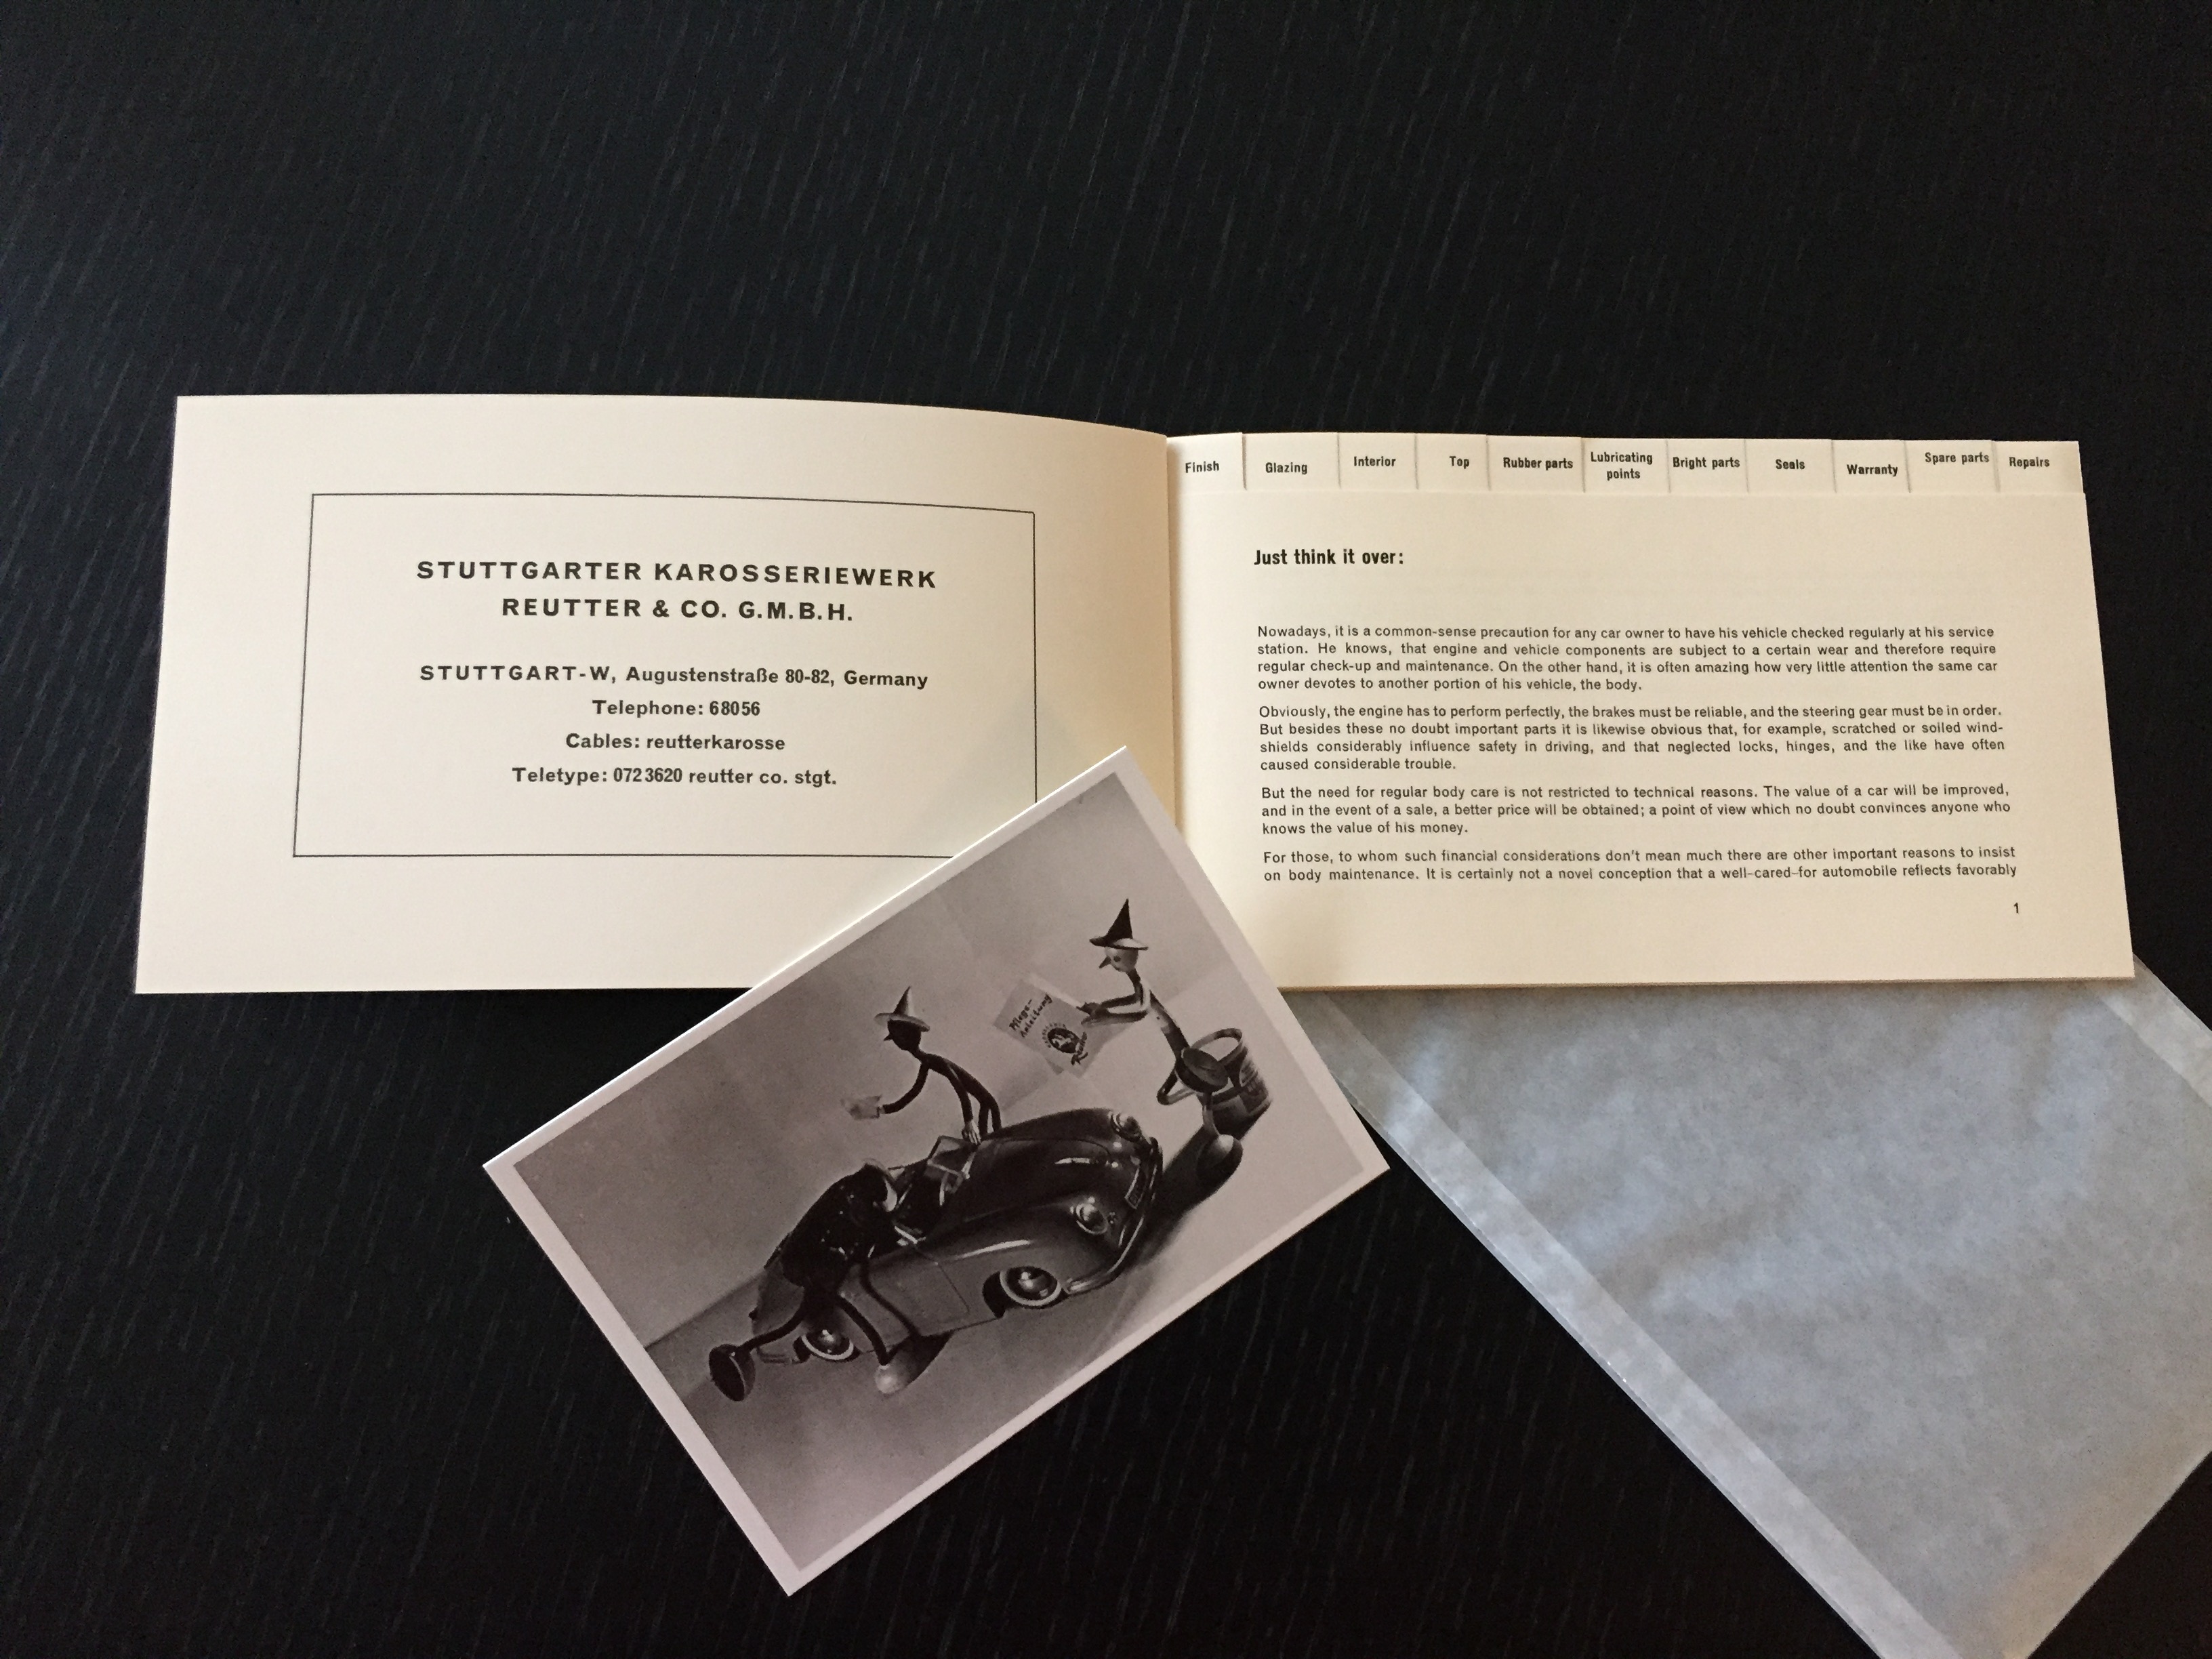 STUTTGARTER KAROSSERIEWERK
REUTTER & CO. G.M.B.H.
STUTTGART-W, Augustenstraße 80-82, Germany
Telephone: 68056
Cables: reutterkarosse
Teletype: 0723620 reutter co. stgt.
Finish Glazing Interior Top Rubber parts Lubricating points Bright parts Seals Warranty Spare parts Repairs
Just think it over:
Nowadays, it is a common-sense precaution for any car owner to have his vehicle checked regularly at his service
station. He knows, that engine and vehicle components are subject to a certain wear and therefore require
regular check-up and maintenance. On the other hand, it is often amazing how very little attention the same car
owner devotes to another portion of his vehicle, the body.
Obviously, the engine has to perform perfectly, the brakes must be reliable, and the steering gear must be in order.
But besides these no doubt important parts it is likewise obvious that, for example, scratched or soiled wind-
shields considerably influence safety in driving, and that neglected locks, hinges, and the like have often
caused considerable trouble.
But the need for regular body care is not restricted to technical reasons. The value of a car will be improved,
and in the event of a sale, a better price will be obtained; a point of view which no doubt convinces anyone who
knows the value of his money.
For those, to whom such financial considerations don't mean much there are other important reasons to insist
on body maintenance. It is certainly not a novel conception that a well-cared-for automobile reflects favorably
1
Pflege-
Anleitung
Reutter